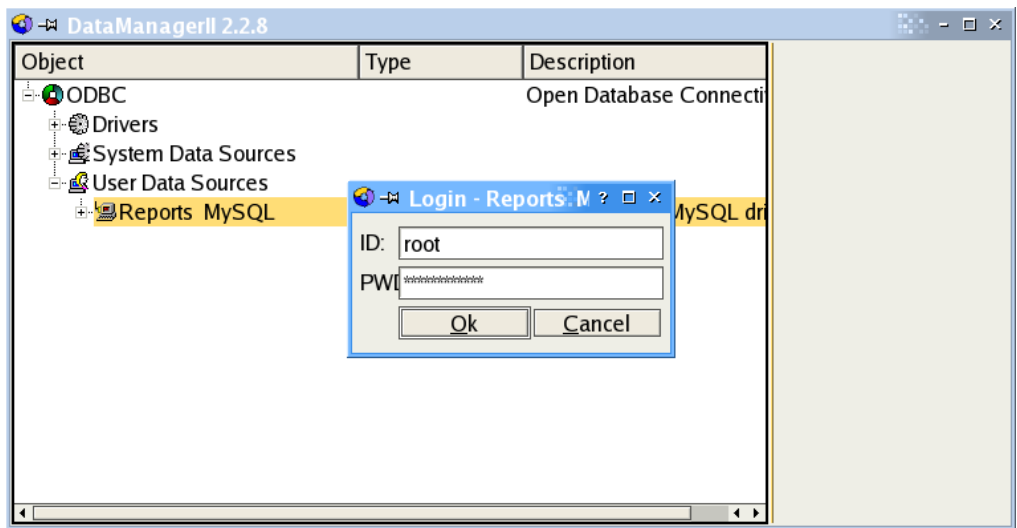 DataManagerII 2.2.8
Object Type Description
ODBC Open Database Connecti
Drivers
System Data Sources
User Data Sources
Reports MySQL MySQL dri
Login - Reports: M
ID: root
PWD ************
Ok Cancel